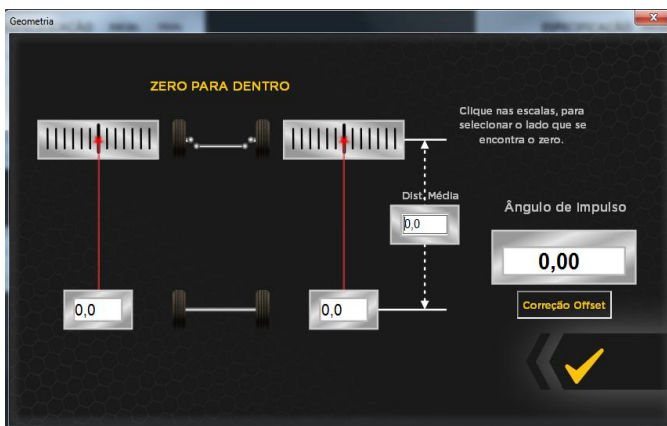 Geometria
ZERO PARA DENTRO
Clique nas escalas, para
selecionar o lado que se
encontra o zero.
Dist. Média
0,0
Ângulo de Impulso
0,00
0,0
0,0
Correção Offset